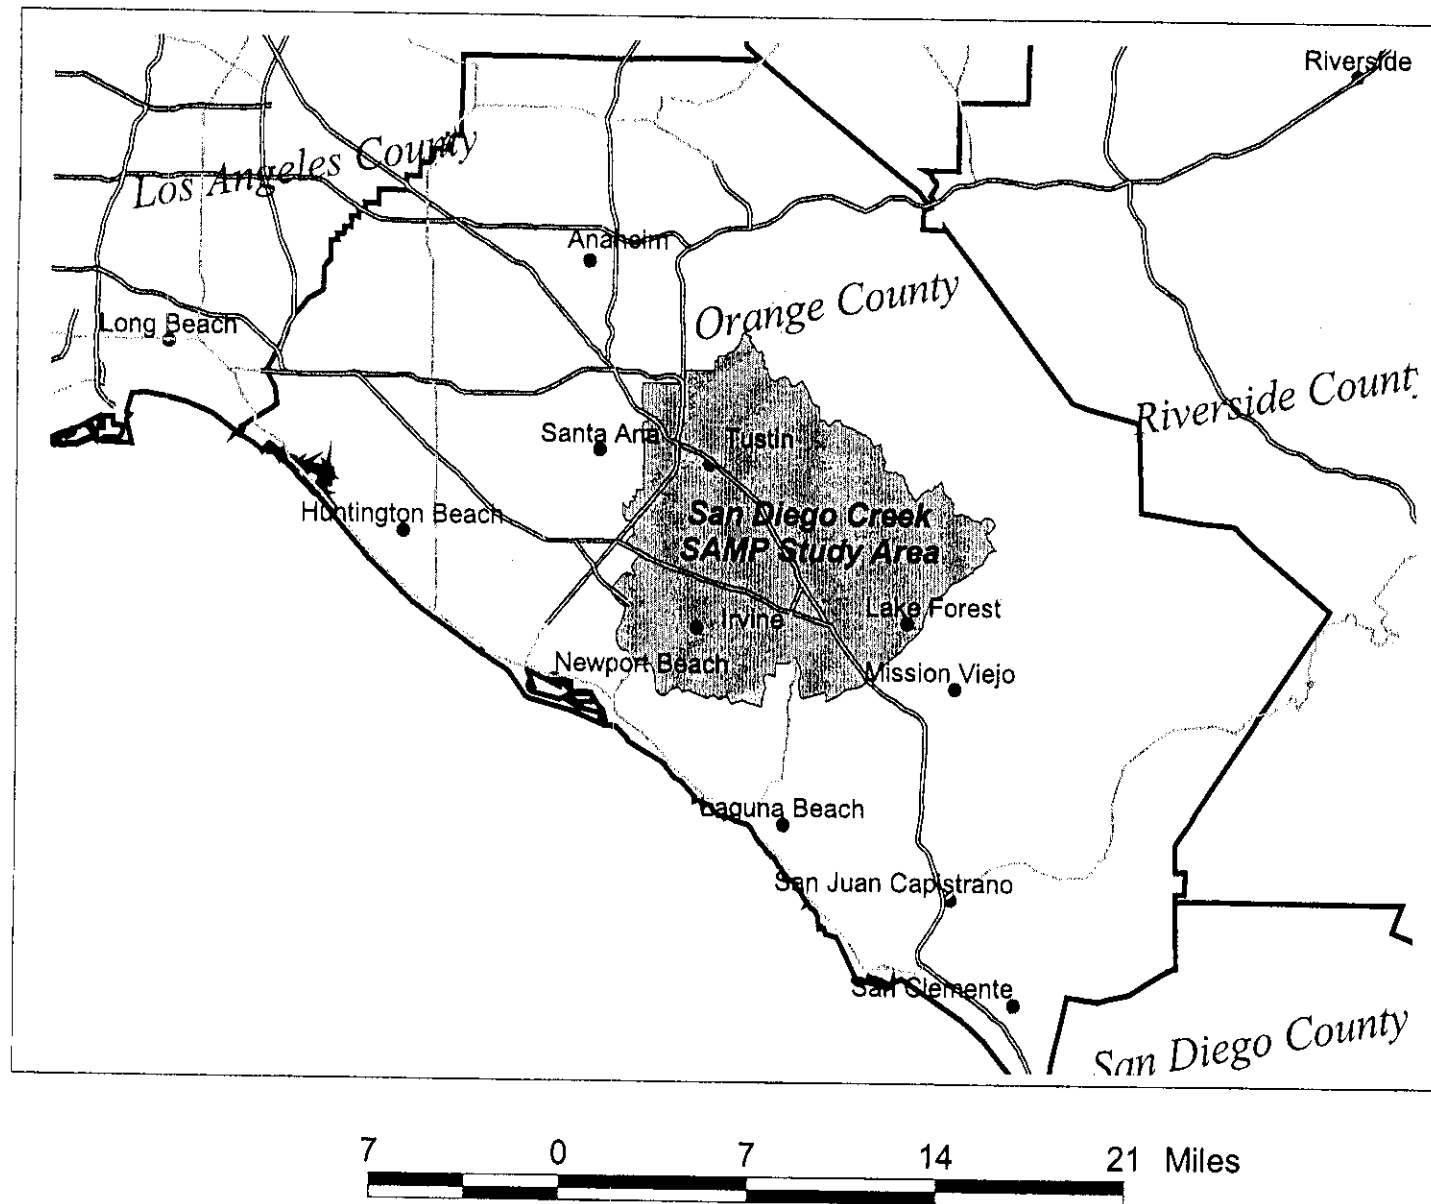 Riverside
Los Angeles County
Anaheim
Orange County
Long Beach
Riverside County
Santa Ana
Tustin
Huntington Beach
San Diego Creek
SAMP Study Area
Lake Forest
Irvine
Newport Beach
Mission Viejo
Laguna Beach
San Juan Capistrano
San Clemente
San Diego County
7 0 7 14 21 Miles